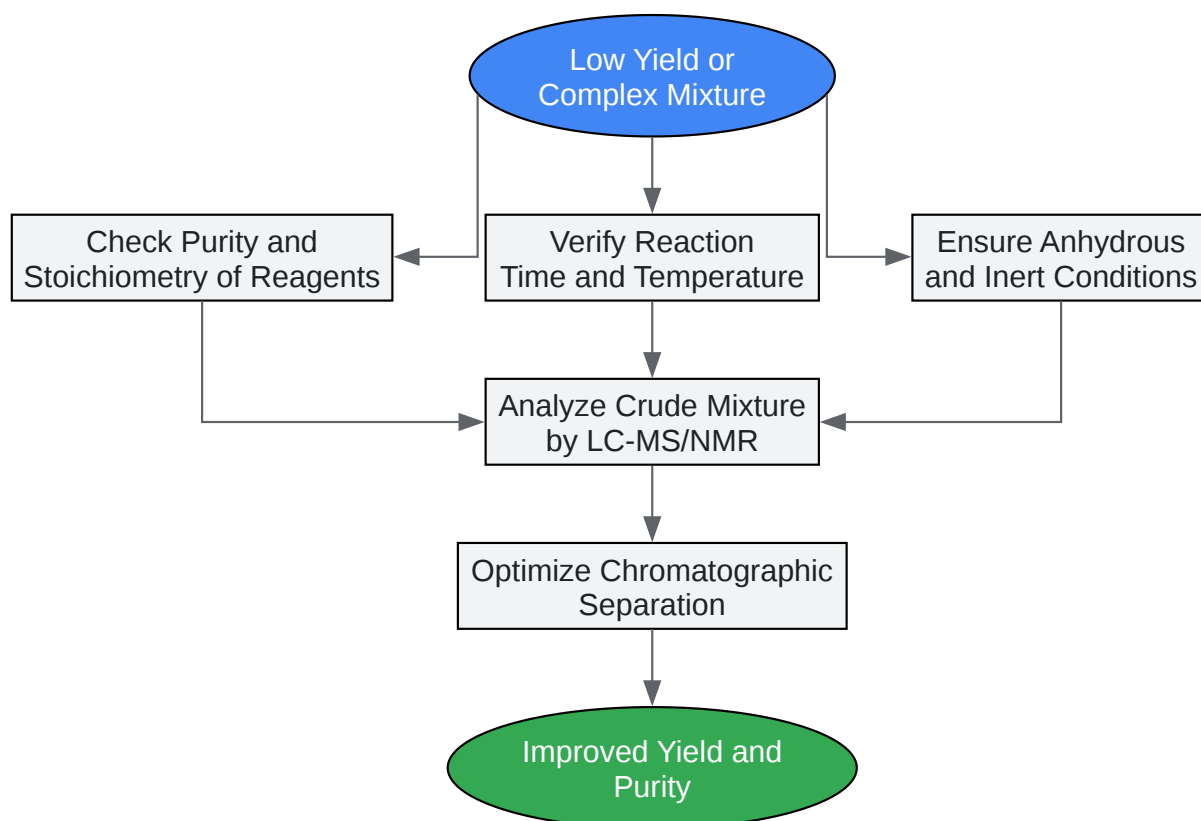 Low Yield or
Complex Mixture
Check Purity and
Stoichiometry of Reagents
Verify Reaction
Time and Temperature
Ensure Anhydrous
and Inert Conditions
Analyze Crude Mixture
by LC-MS/NMR
Optimize Chromatographic
Separation
Improved Yield and
Purity